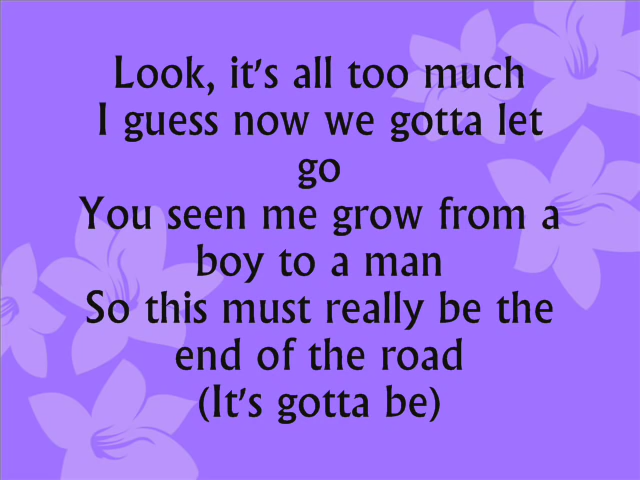 Look, it's all too much
I guess now we gotta let
go
You seen me grow from a
boy to a man
So this must really be the
end of the road
(It's gotta be)